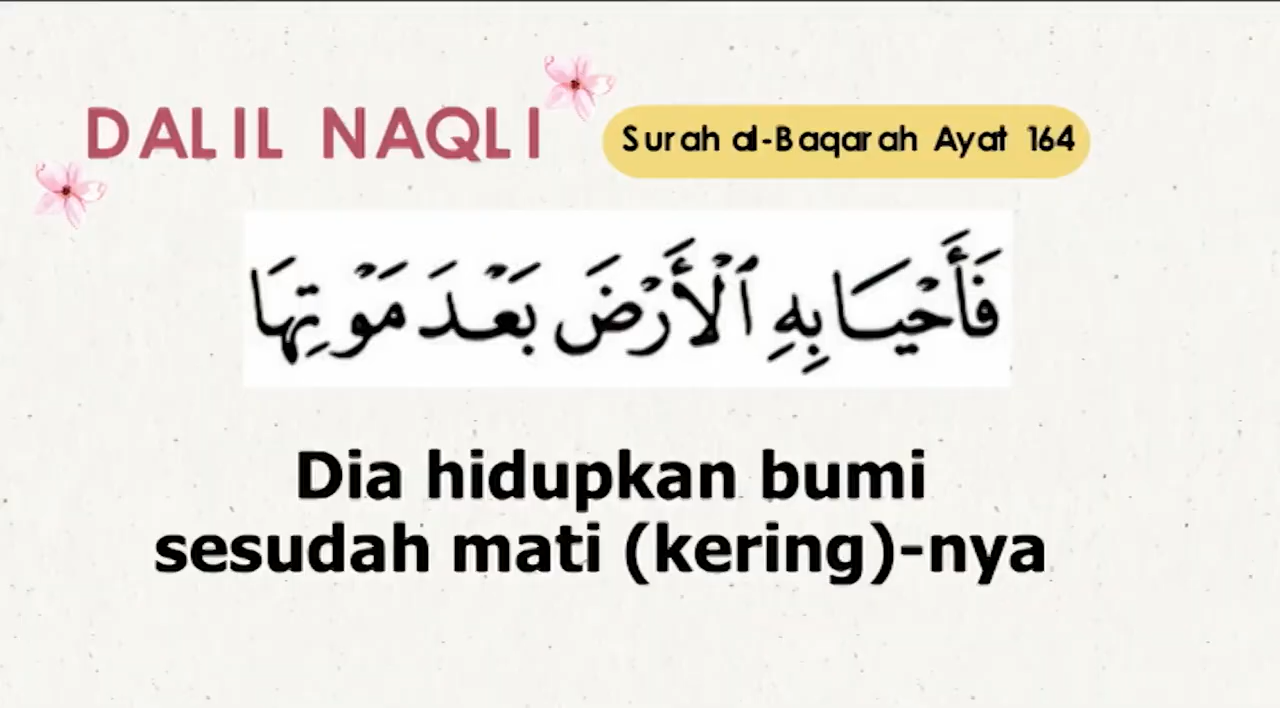 DALIL NAQLI
Surah al-Baqarah Ayat 164
فَأَحْيَا بِهِ ٱلْأَرْضَ بَعْدَ مَوْتِهَا
Dia hidupkan bumi
sesudah mati (kering)-nya